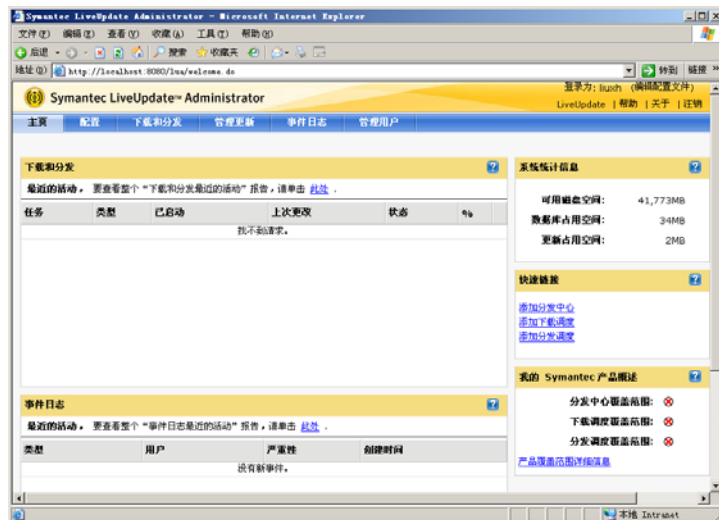 Symantec LiveUpdate Administrator - Microsoft Internet Explorer
文件(F) 编辑(E) 查看(V) 收藏(A) 工具(T) 帮助(H)
后退 搜索 收藏夹
地址(D) http://localhost:8080/lua/welcome.do 转到 链接 »
登录为: liuxh (编辑配置文件)
Symantec LiveUpdate™ Administrator
LiveUpdate | 帮助 | 关于 | 注销
主页 配置 下载和分发 管理更新 事件日志 管理用户
下载和分发
最近的活动。 要查看整个“下载和分发最近的活动”报告，请单击 此处 .
任务 类型 已启动 上次更改 状态 %
找不到请求。
系统统计信息
可用磁盘空间: 41,773MB
数据库占用空间: 34MB
更新占用空间: 2MB
快速链接
添加分发中心
添加下载调度
添加分发调度
我的 Symantec 产品概述
分发中心覆盖范围:
下载调度覆盖范围:
分发调度覆盖范围:
产品覆盖范围详细信息
事件日志
最近的活动。 要查看整个“事件日志最近的活动”报告，请单击 此处 .
类型 用户 严重性 创建时间
没有新事件。
本地 Intranet